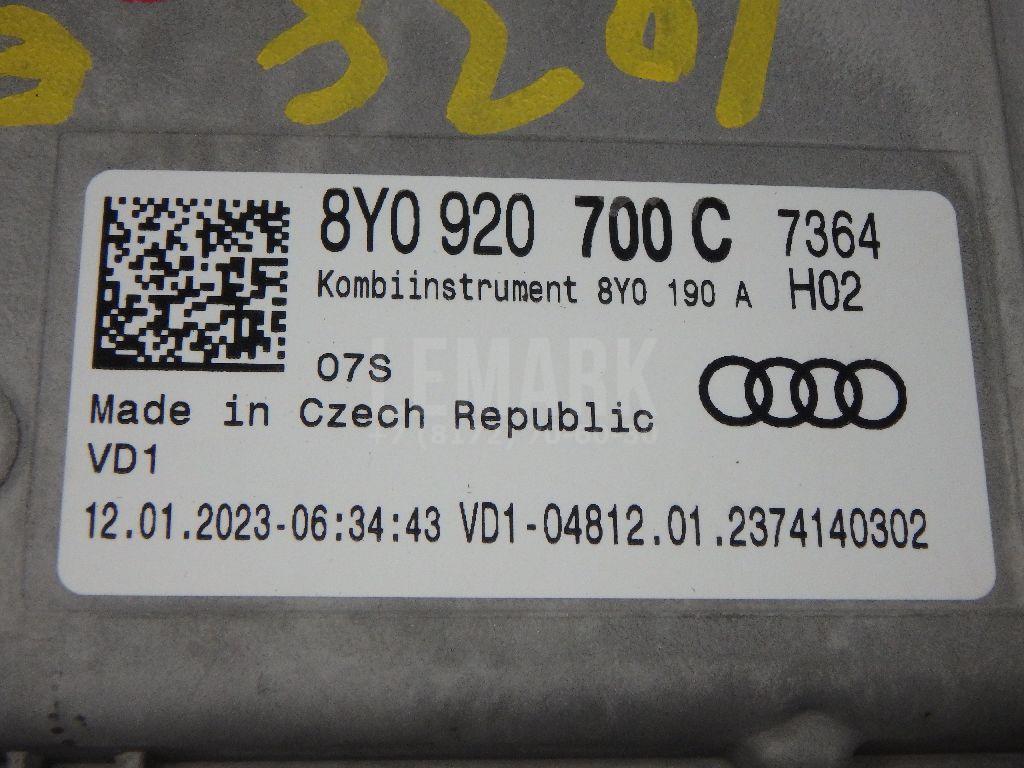 3201
8Y0 920 700 C 7364
Kombiinstrument 8Y0 190 A H02
07S
LEMARK
Made in Czech Republic
VD1
12.01.2023-06:34:43 VD1-04812.01.2374140302